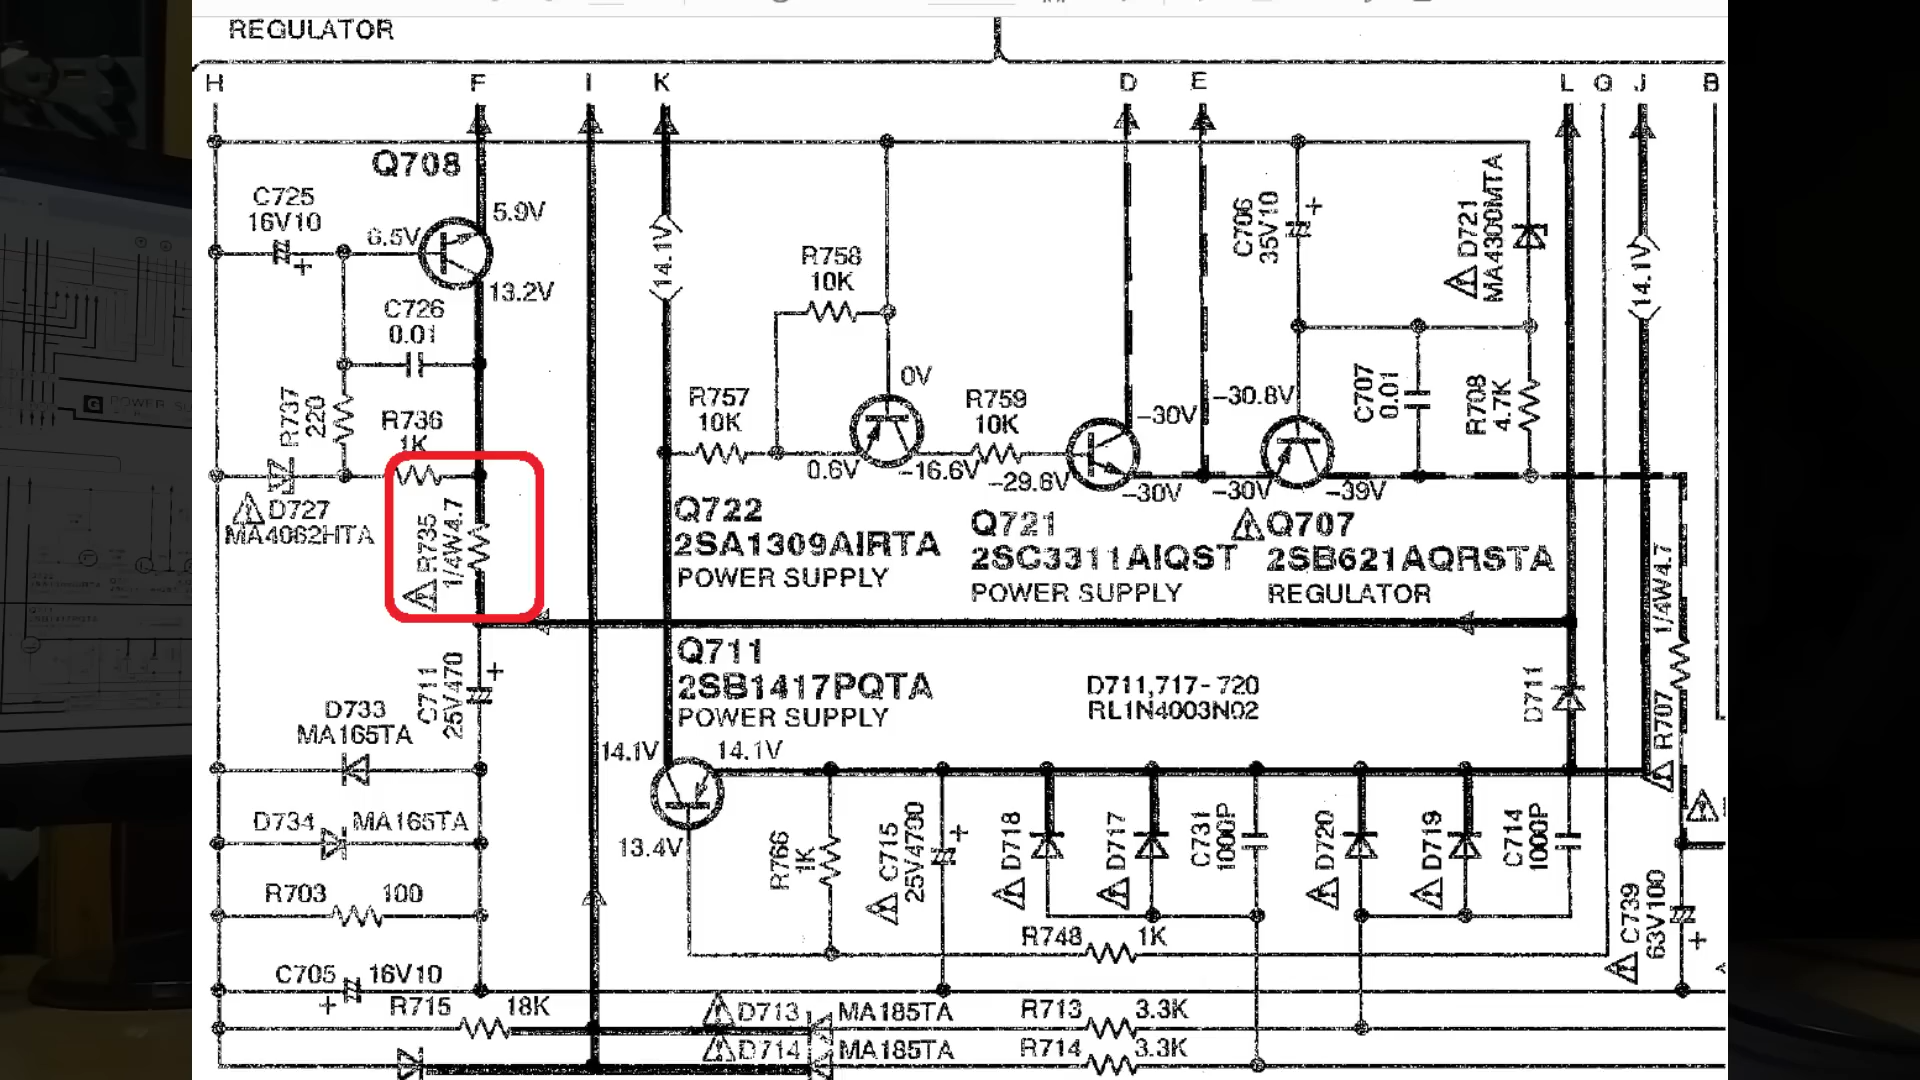 REGULATOR
H
F
I
K
D
E
L
G
J
B
Q708
C725
16V10
+
6.5V
5.9V
13.2V
C726
0.01
R737
220
R736
1K
D727
MA4062HTA
R735
1/4W4.7
14.1V
R758
10K
R757
10K
0V
R759
10K
0.6V
-16.6V
-29.6V
-30V
-30V
-30V
-30.8V
-39V
C706
35V10
+
D721
MA4300MTA
C707
0.01
R708
4.7K
14.1V
Q722
2SA1309AIRTA
POWER SUPPLY
Q721
2SC3311AIQST
POWER SUPPLY
Q707
2SB621AQRSTA
REGULATOR
1/4W4.7
R707
Q711
2SB1417PQTA
POWER SUPPLY
D711,717-720
RL1N4003N02
D711
C711
25V470
+
D733
MA165TA
14.1V
14.1V
13.4V
D734
MA165TA
R766
1K
C715
25V4700
+
D718
D717
C731
1000P
D720
D719
C714
1000P
C739
63V100
+
R703
100
R748
1K
C705
16V10
+
R715
18K
D713
MA185TA
R713
3.3K
D714
MA185TA
R714
3.3K